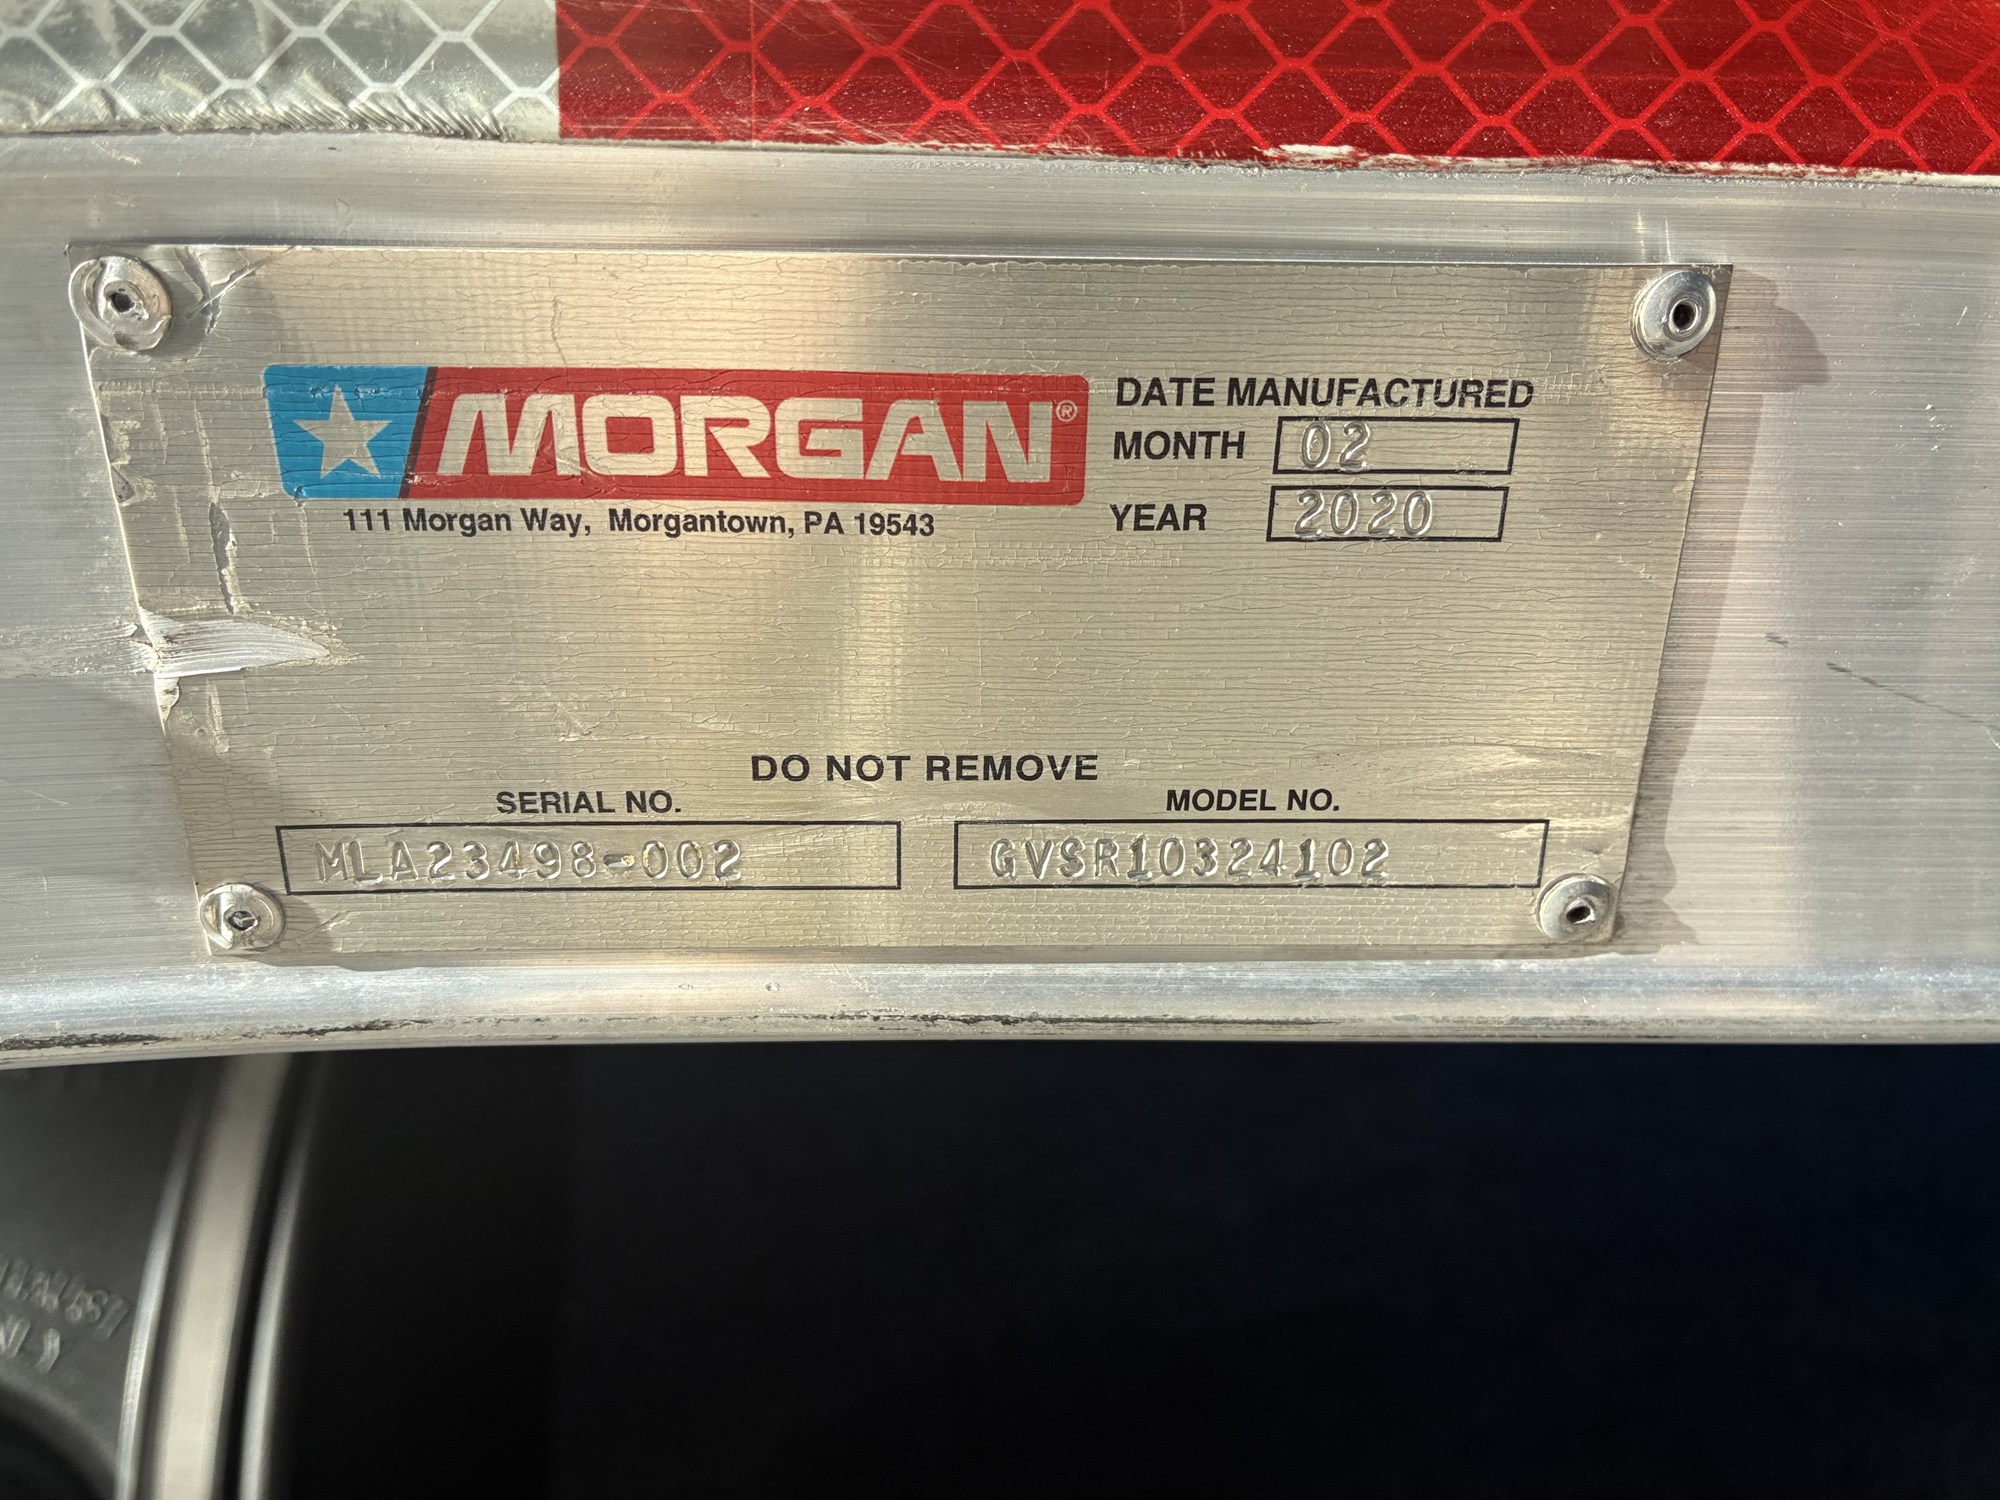 MORGAN®
111 Morgan Way, Morgantown, PA 19543
DATE MANUFACTURED
MONTH 02
YEAR 2020
DO NOT REMOVE
SERIAL NO.
MLA23498-002
MODEL NO.
GVSR10324102